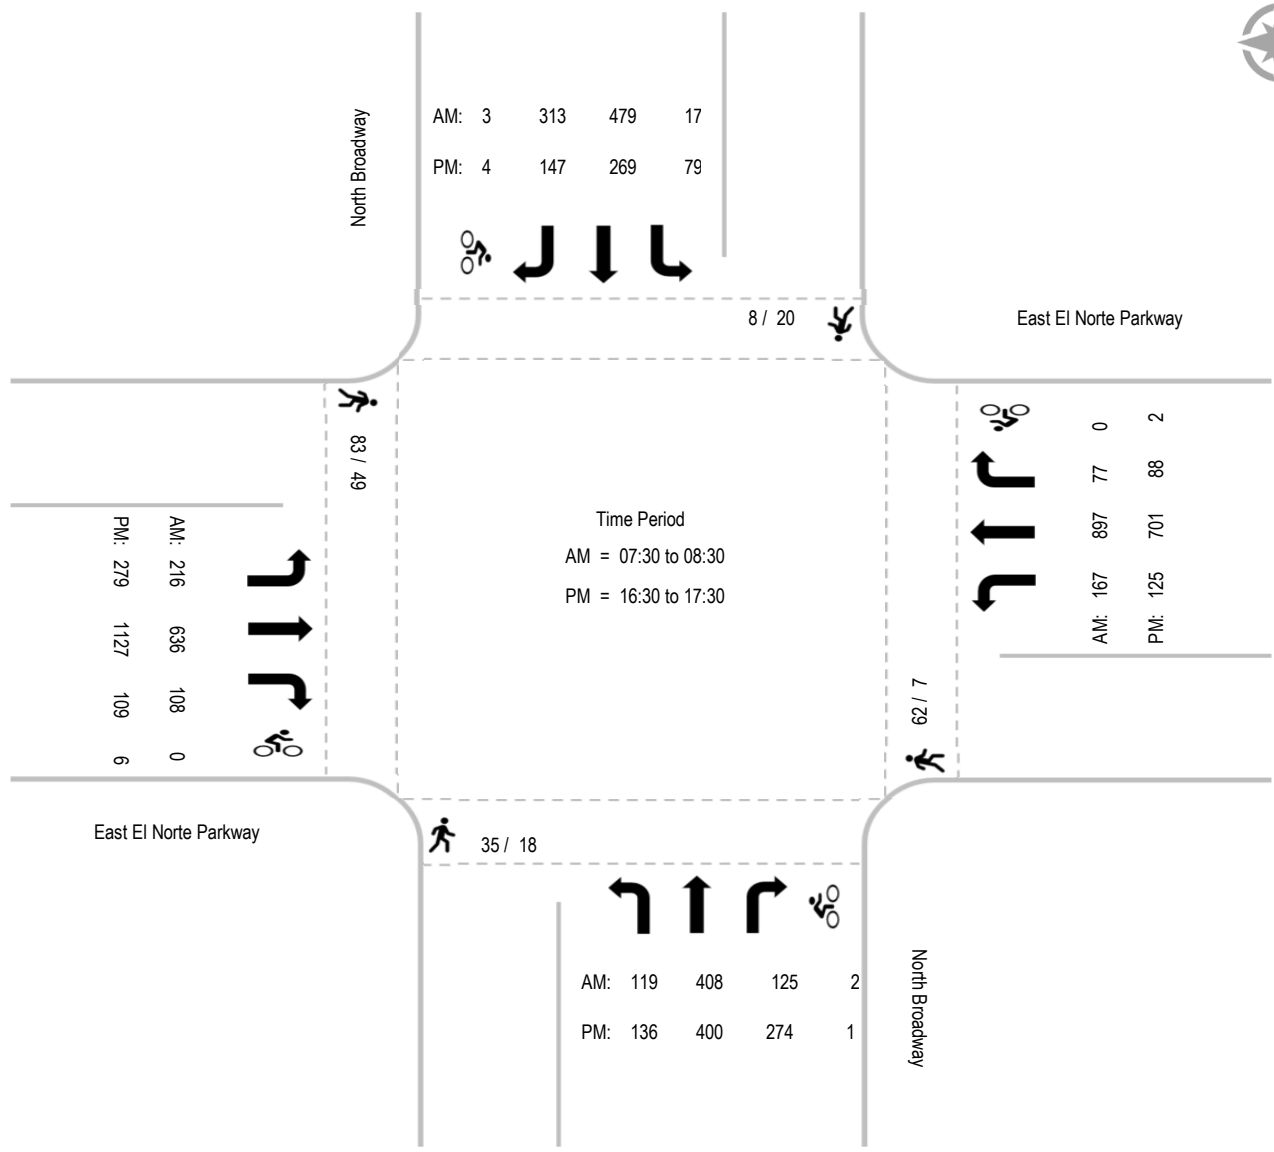 North Broadway
AM: 3 313 479 17
PM: 4 147 269 79
8 / 20
East El Norte Parkway
83 / 49
0 2
77 88
897 701
AM: 167 PM: 125
Time Period
AM = 07:30 to 08:30
PM = 16:30 to 17:30
AM: 216 636 108 0
PM: 279 1127 109 6
62 / 7
East El Norte Parkway
35 / 18
AM: 119 408 125 2
PM: 136 400 274 1
North Broadway